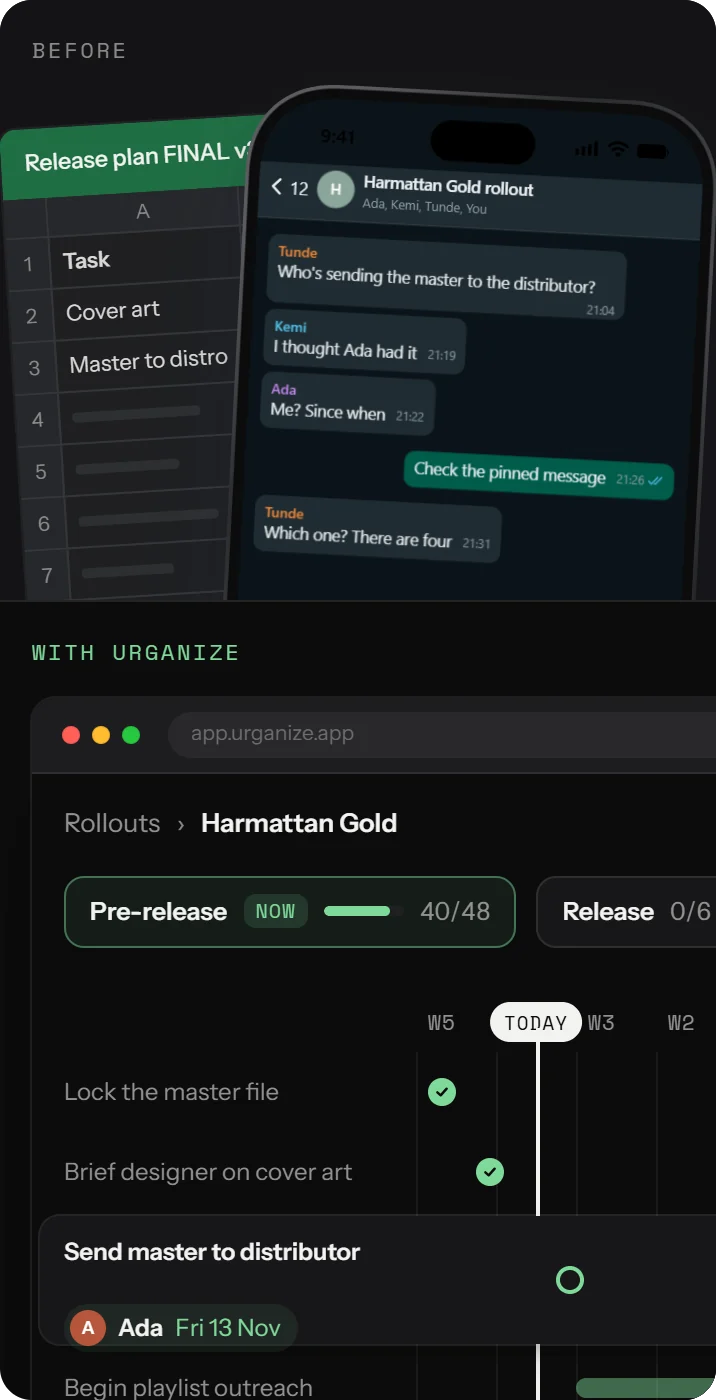 BEFORE
Release plan FINAL v
A
1 Task
2 Cover art
3 Master to distro
4
5
6
7
9:41
12 H Harmattan Gold rollout
Ada, Kemi, Tunde, You
Tunde
Who's sending the master to the distributor?
21:04
Kemi
I thought Ada had it 21:19
Ada
Me? Since when 21:22
Check the pinned message 21:26
Tunde
Which one? There are four 21:31
WITH URGANIZE
app.urganize.app
Rollouts › Harmattan Gold
Pre-release NOW 40/48
Release 0/6
W5 TODAY W3 W2
Lock the master file
Brief designer on cover art
Send master to distributor
A Ada Fri 13 Nov
Begin playlist outreach